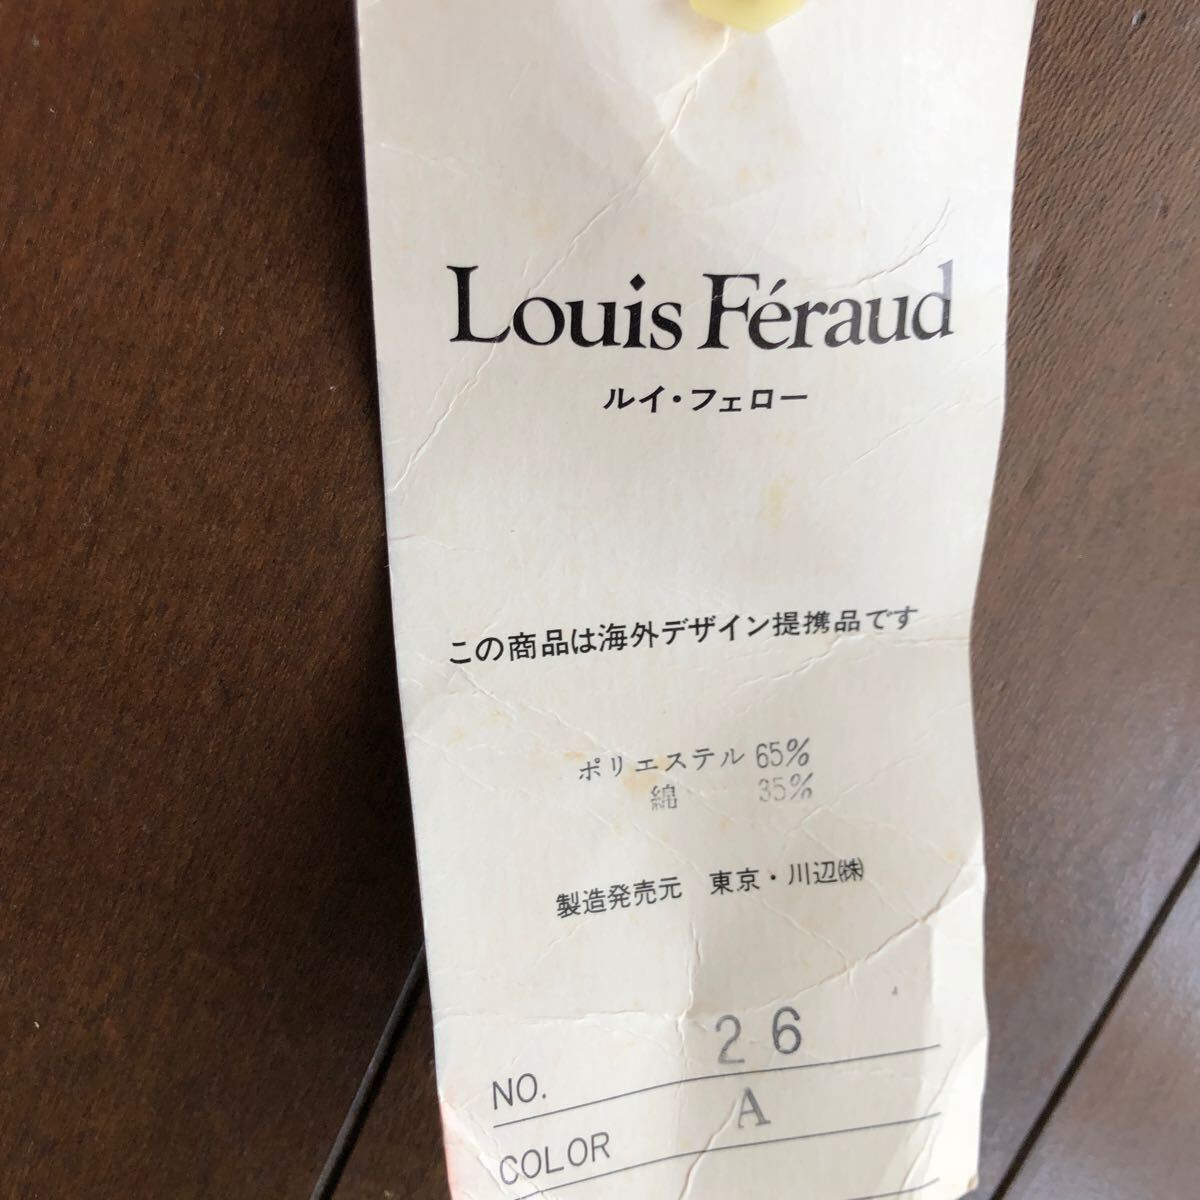 Louis Féraud
ルイ・フェロー
この商品は海外デザイン提携品です
ポリエステル 65%
綿 35%
製造発売元 東京・川辺㈱
NO. 26
COLOR A